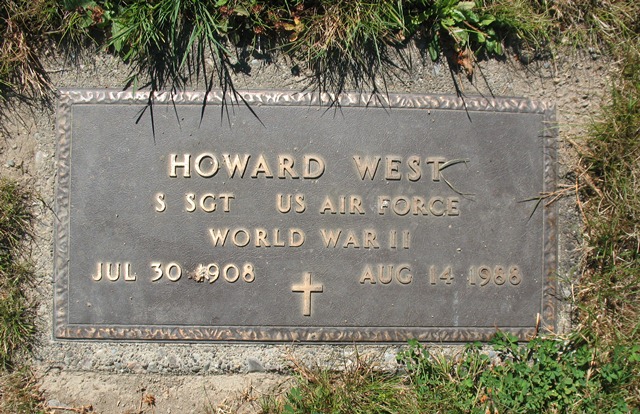 HOWARD WEST
S SGT US AIR FORCE
WORLD WAR II
JUL 30 1908 AUG 14 1988